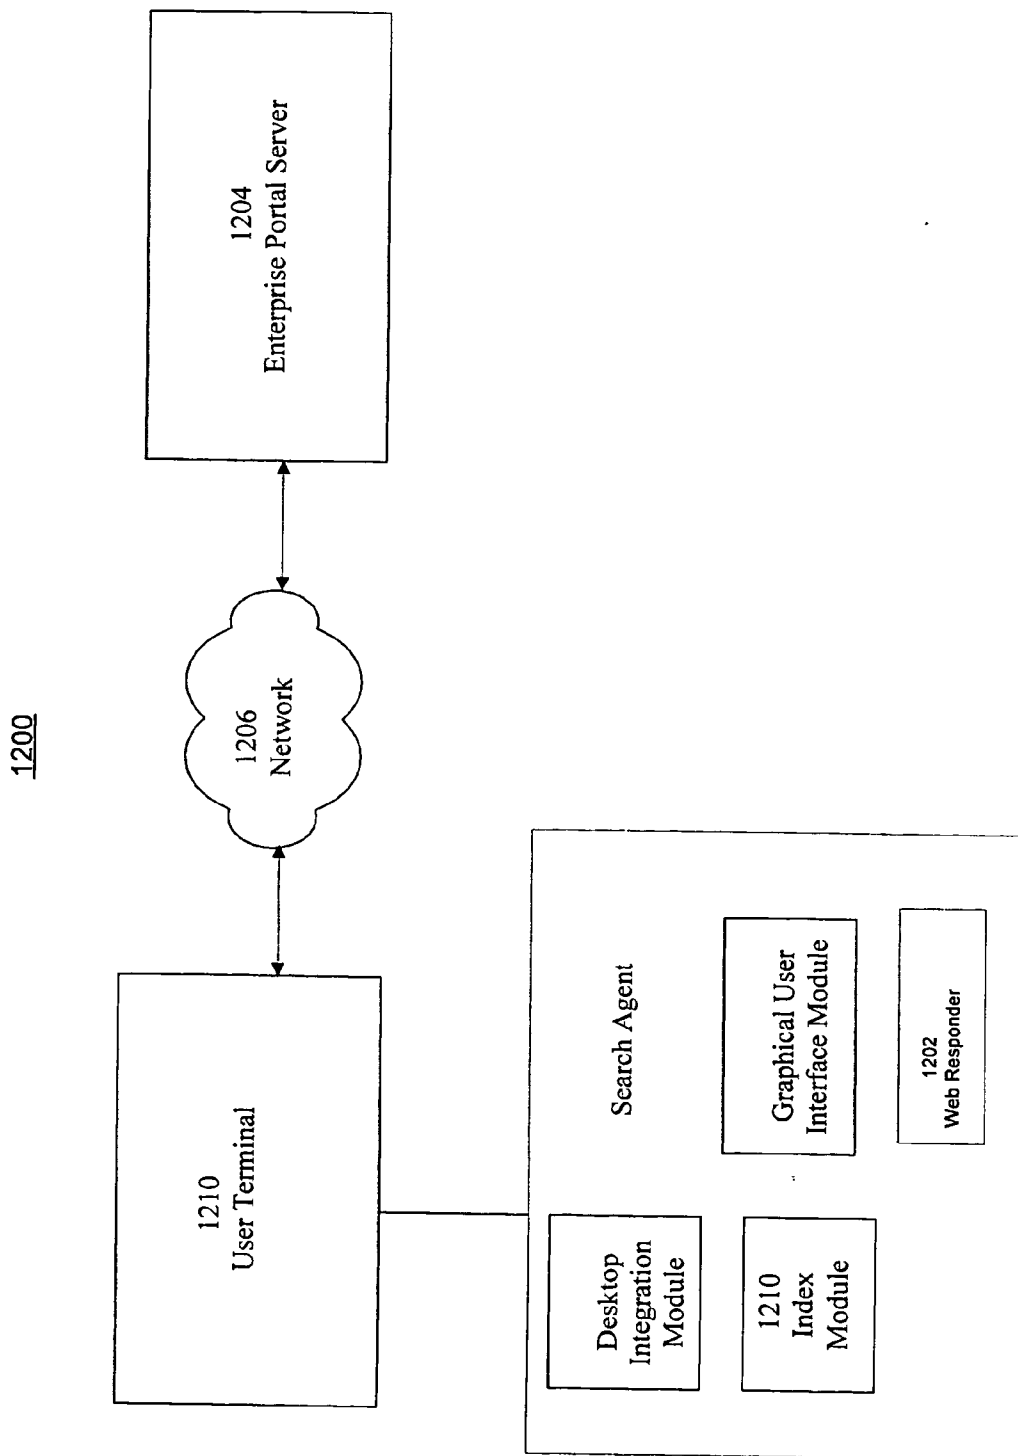 1200
1210
User Terminal
1206
Network
1204
Enterprise Portal Server
Search Agent
Desktop
Integration
Module
Graphical User
Interface Module
1210
Index
Module
1202
Web Responder